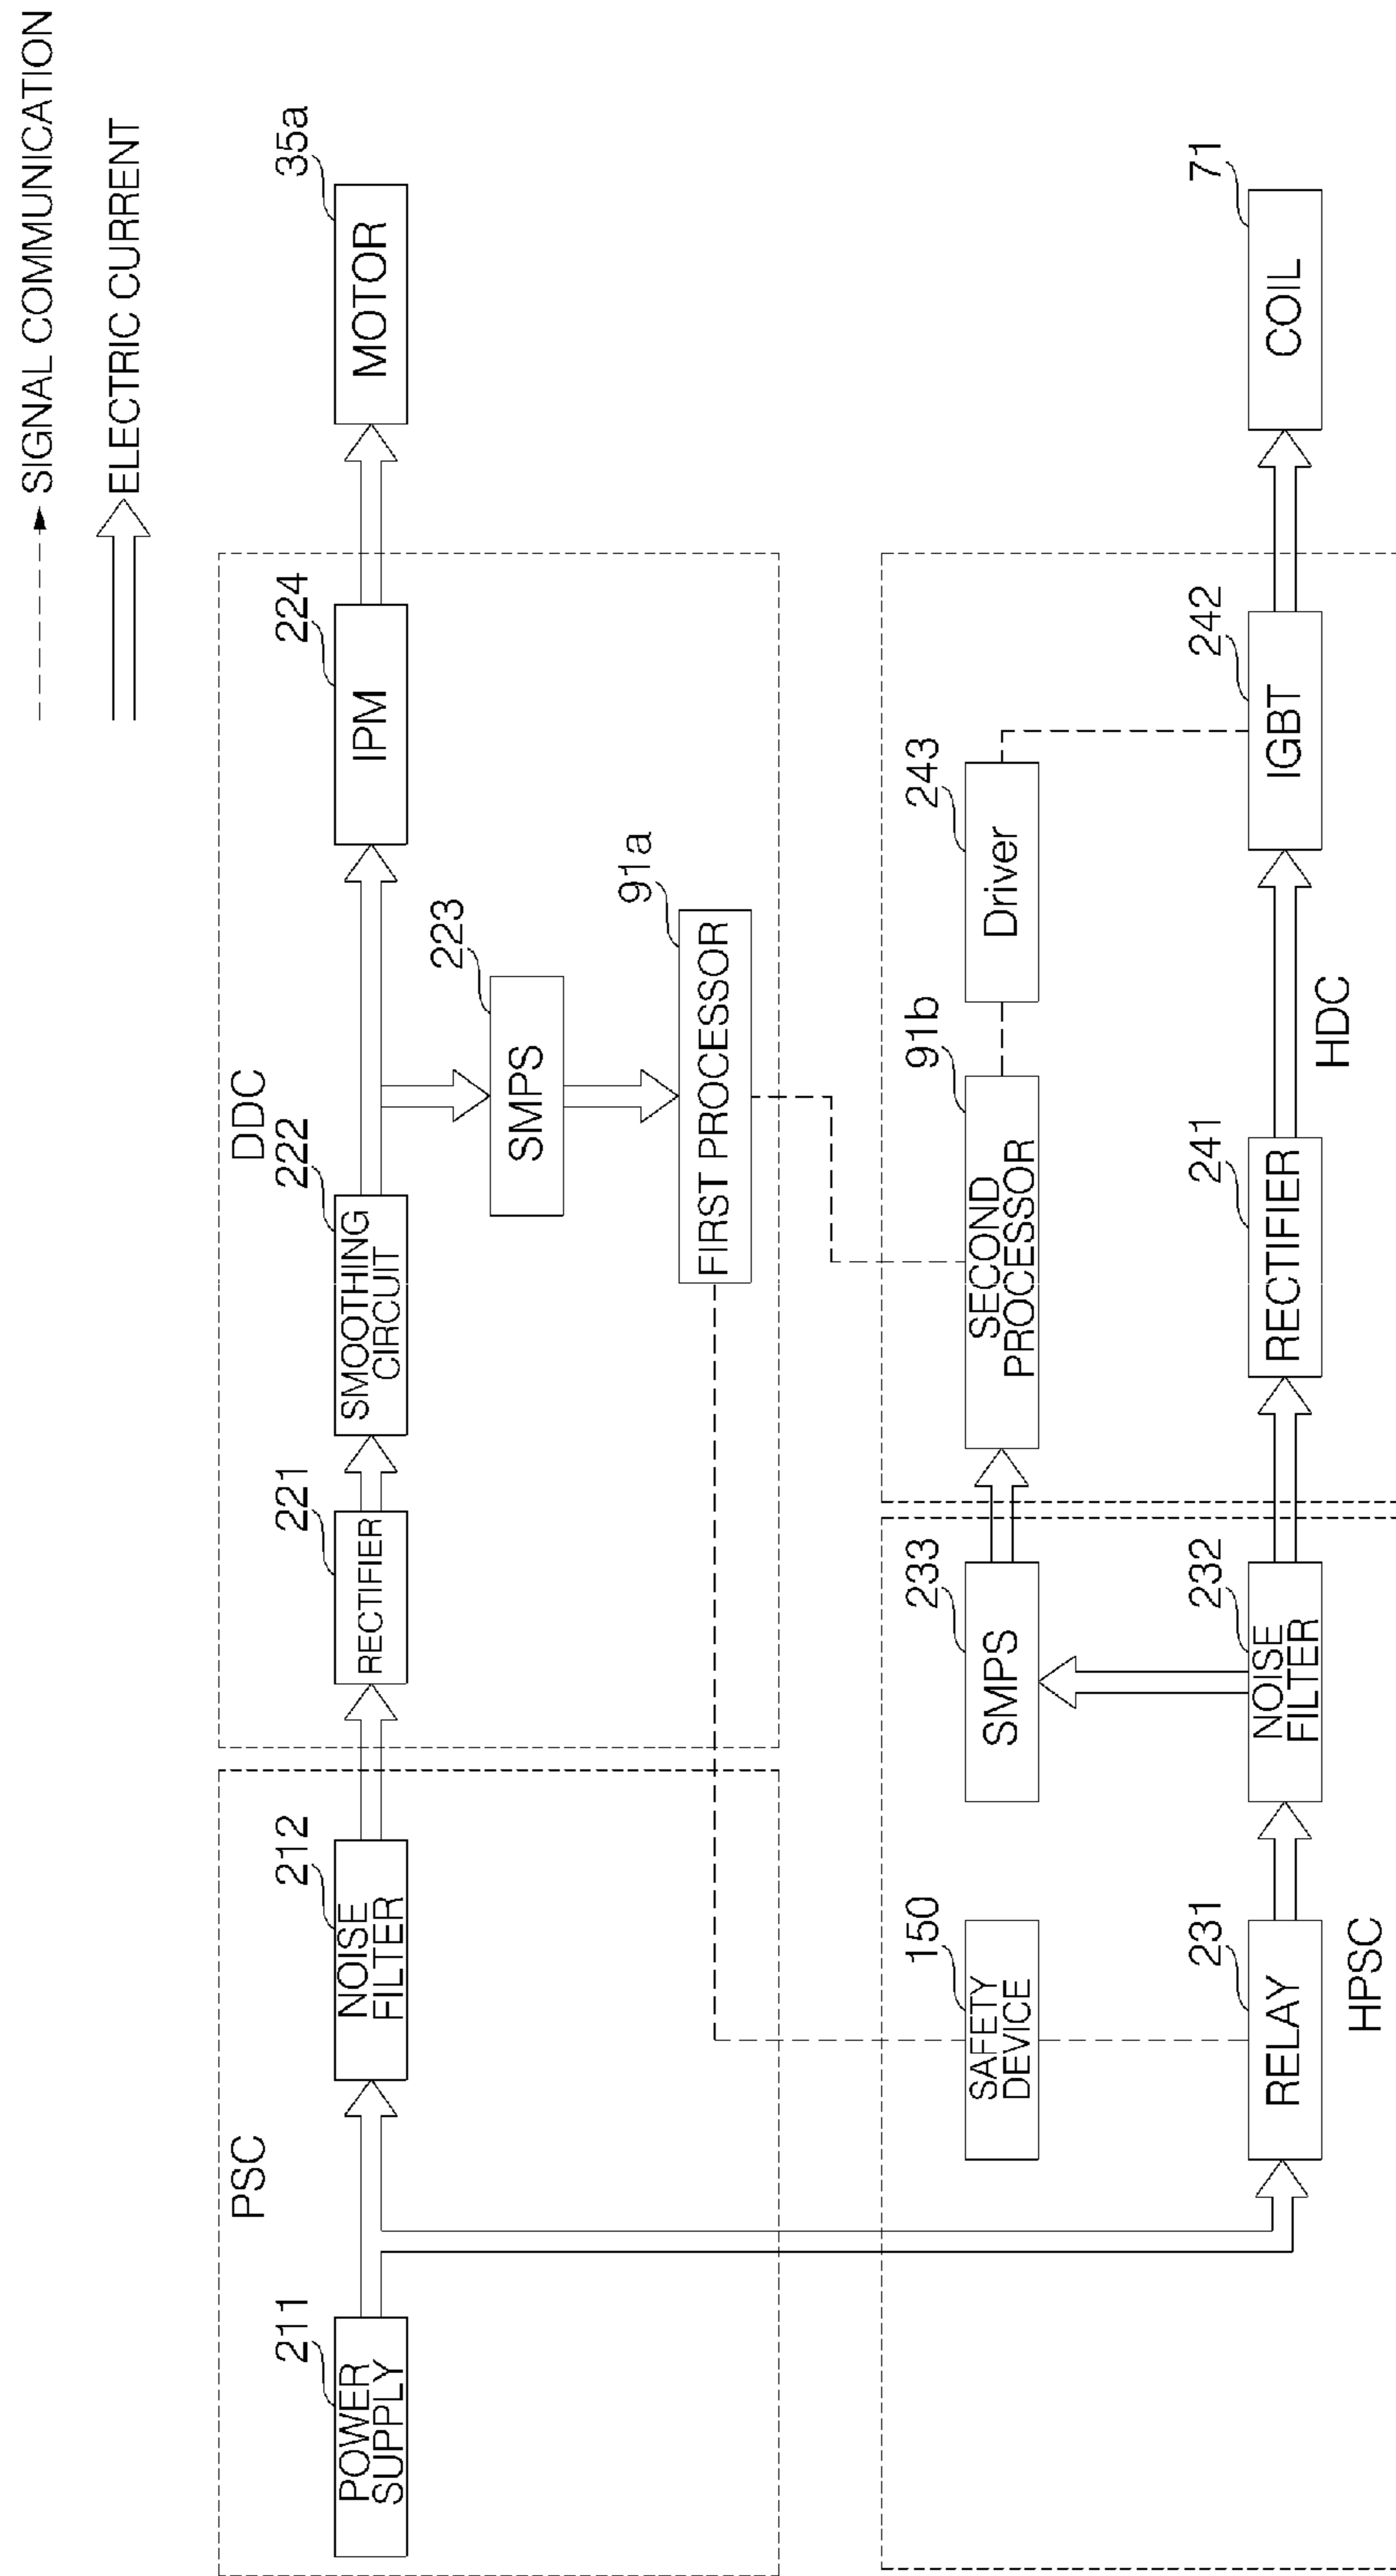 SIGNAL COMMUNICATION
ELECTRIC CURRENT
PSC
211
POWER
SUPPLY
212
NOISE
FILTER
DDC
221
RECTIFIER
222
SMOOTHING
CIRCUIT
224
IPM
35a
MOTOR
223
SMPS
91a
FIRST PROCESSOR
150
SAFETY
DEVICE
233
SMPS
91b
SECOND
PROCESSOR
243
Driver
231
RELAY
232
NOISE
FILTER
241
RECTIFIER
242
IGBT
71
COIL
HPSC
HDC